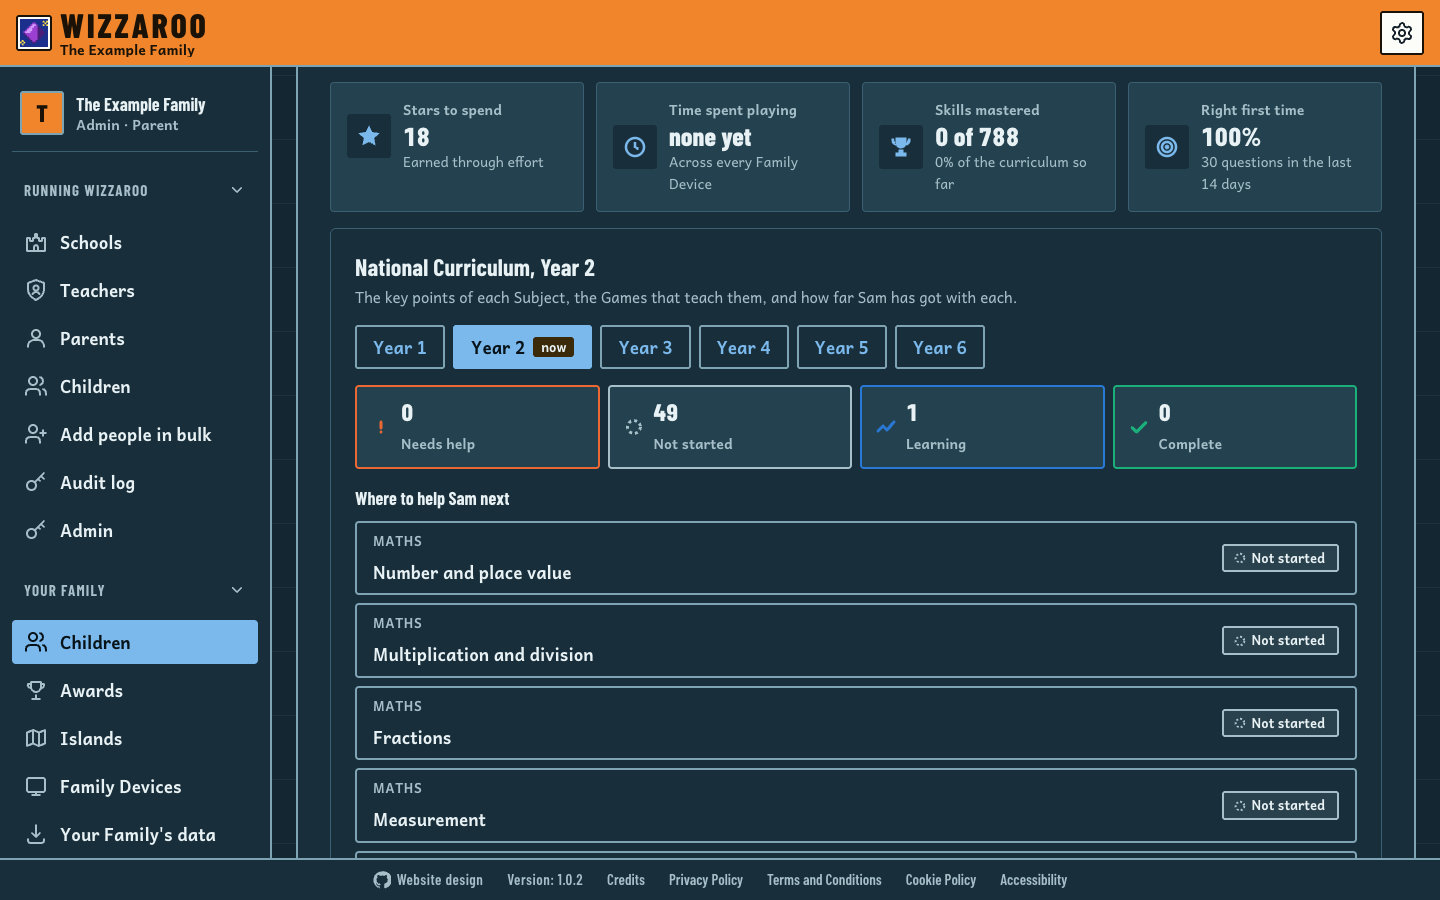 WIZZAROO
The Example Family
T
The Example Family
Admin · Parent
RUNNING WIZZAROO
Schools
Teachers
Parents
Children
Add people in bulk
Audit log
Admin
YOUR FAMILY
Children
Awards
Islands
Family Devices
Your Family's data
Stars to spend
18
Earned through effort
Time spent playing
none yet
Across every Family
Device
Skills mastered
0 of 788
0% of the curriculum so
far
Right first time
100%
30 questions in the last
14 days
National Curriculum, Year 2
The key points of each Subject, the Games that teach them, and how far Sam has got with each.
Year 1
Year 2 now
Year 3
Year 4
Year 5
Year 6
0
Needs help
49
Not started
1
Learning
0
Complete
Where to help Sam next
MATHS
Number and place value
Not started
MATHS
Multiplication and division
Not started
MATHS
Fractions
Not started
MATHS
Measurement
Not started
Website design
Version: 1.0.2
Credits
Privacy Policy
Terms and Conditions
Cookie Policy
Accessibility